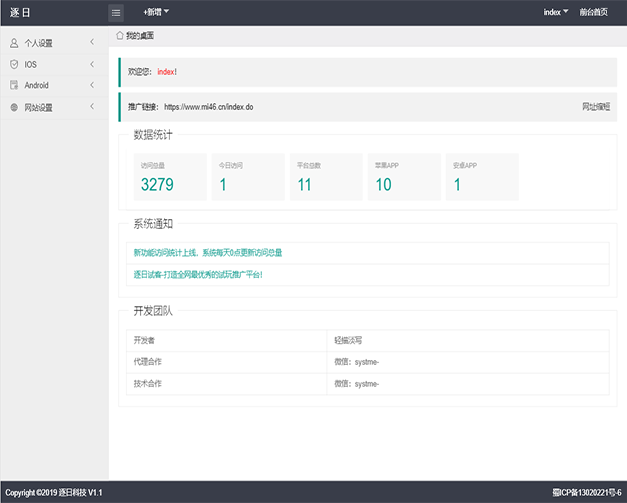 逐日
+新增
index
前台首页
个人设置
IOS
Android
网站设置
我的桌面
欢迎您： index!
推广链接： https://www.mi46.cn/index.do
网址缩短
数据统计
访问总量
今日访问
平台总数
苹果APP
安卓APP
3279
1
11
10
1
系统通知
新功能访问统计上线，系统每天0点更新访问总量
逐日试客-打造全网最优秀的试玩推广平台！
开发团队
开发者
轻描淡写
代理合作
微信：systme-
技术合作
微信：systme-
Copyright ©2019 逐日科技 V1.1
蜀ICP备13020221号-6